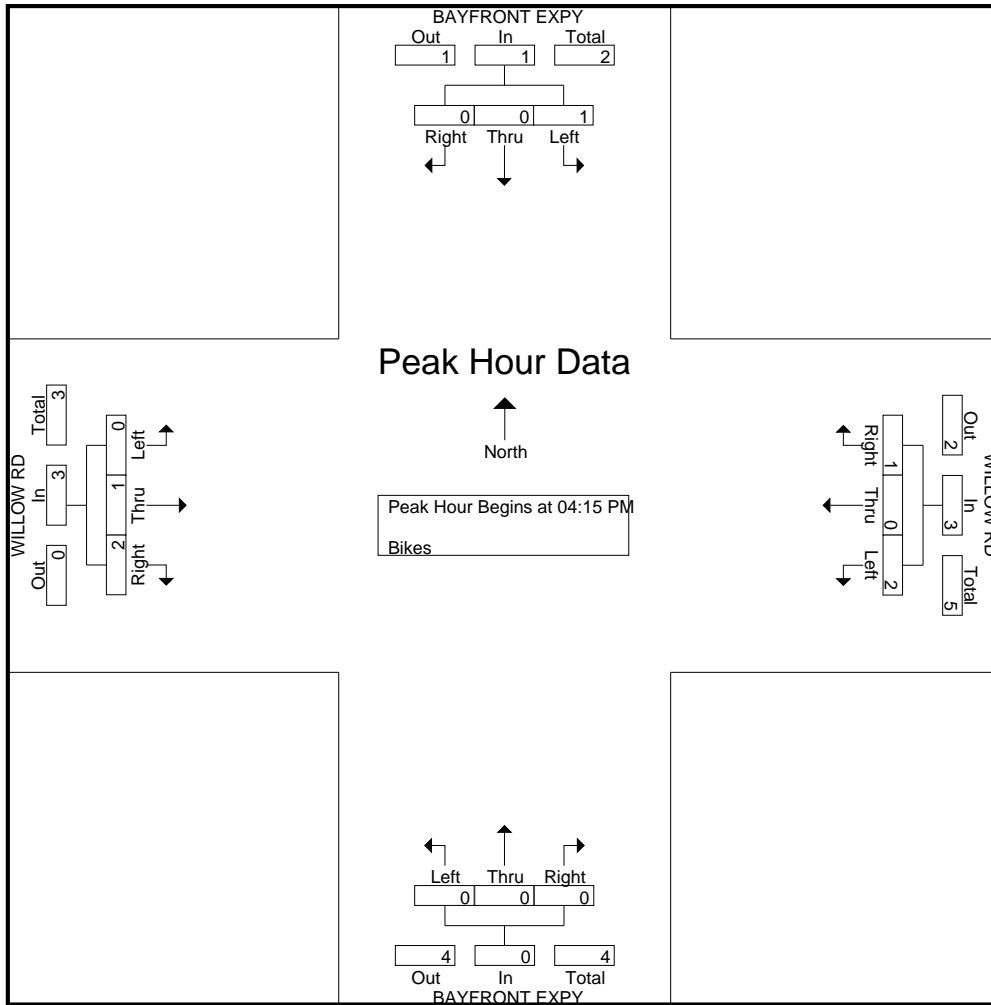 BAYFRONT EXPY
Out In Total
1 1 2
0 0 1
Right Thru Left
Peak Hour Data
North
Peak Hour Begins at 04:15 PM
Bikes
WILLOW RD
Out In Total
0 3 3
2 1 0
Right Thru Left
WILLOW RD
Out In Total
2 3 5
1 0 2
Right Thru Left
Left Thru Right
0 0 0
4 0 4
Out In Total
BAYFRONT EXPY